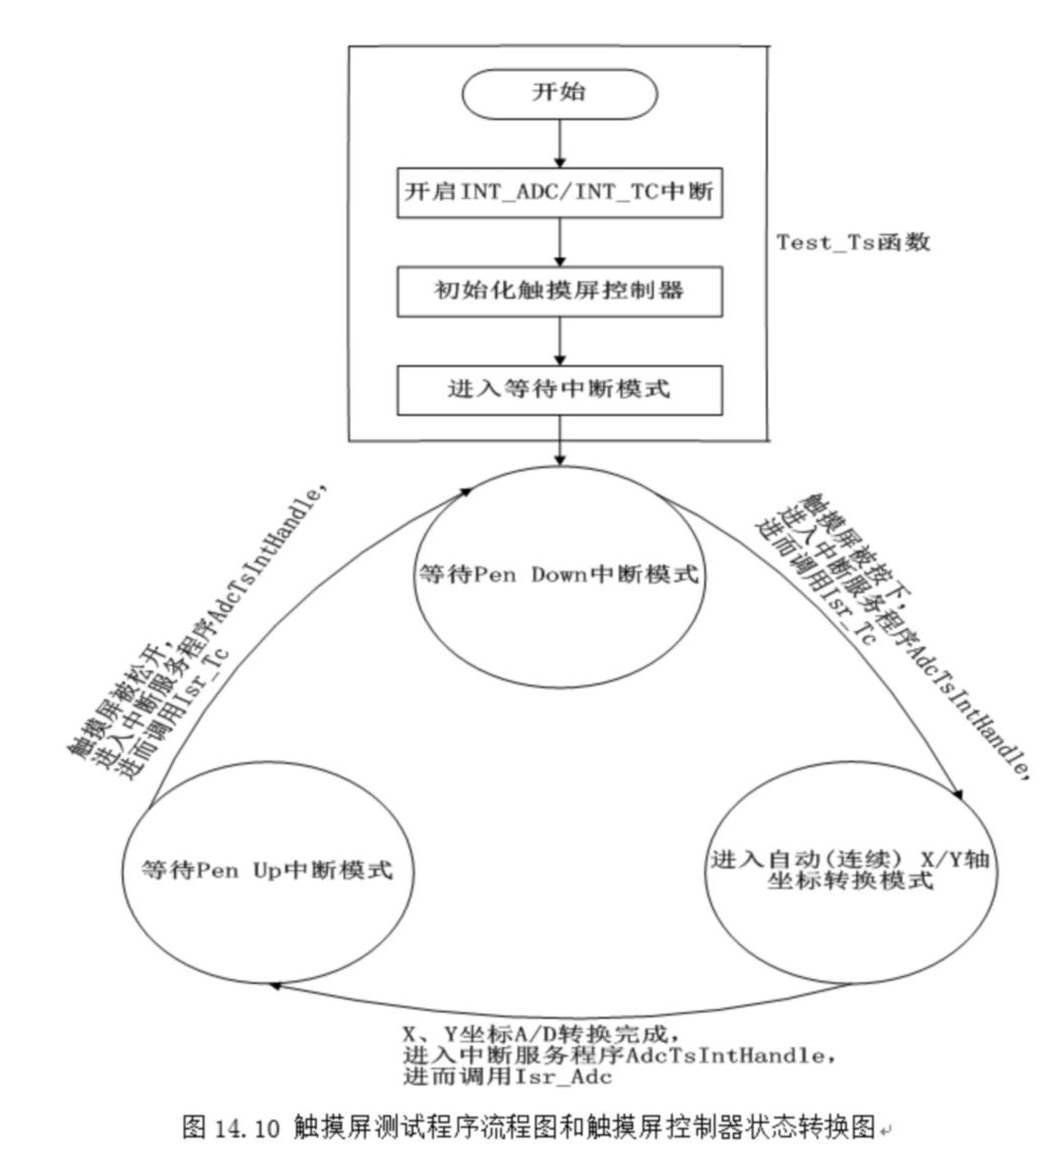 开始
开启INT_ADC/INT_TC中断
Test_Ts函数
初始化触摸屏控制器
进入等待中断模式
等待Pen Down中断模式
触摸屏被按下，
进入中断服务程序AdcTsIntHandle，
进而调用Isr_Tc
触摸屏被松开，
进入中断服务程序AdcTsIntHandle，
进而调用Isr_Tc
等待Pen Up中断模式
进入自动(连续) X/Y轴
坐标转换模式
X、Y坐标A/D转换完成，
进入中断服务程序AdcTsIntHandle，
进而调用Isr_Adc
图 14.10 触摸屏测试程序流程图和触摸屏控制器状态转换图